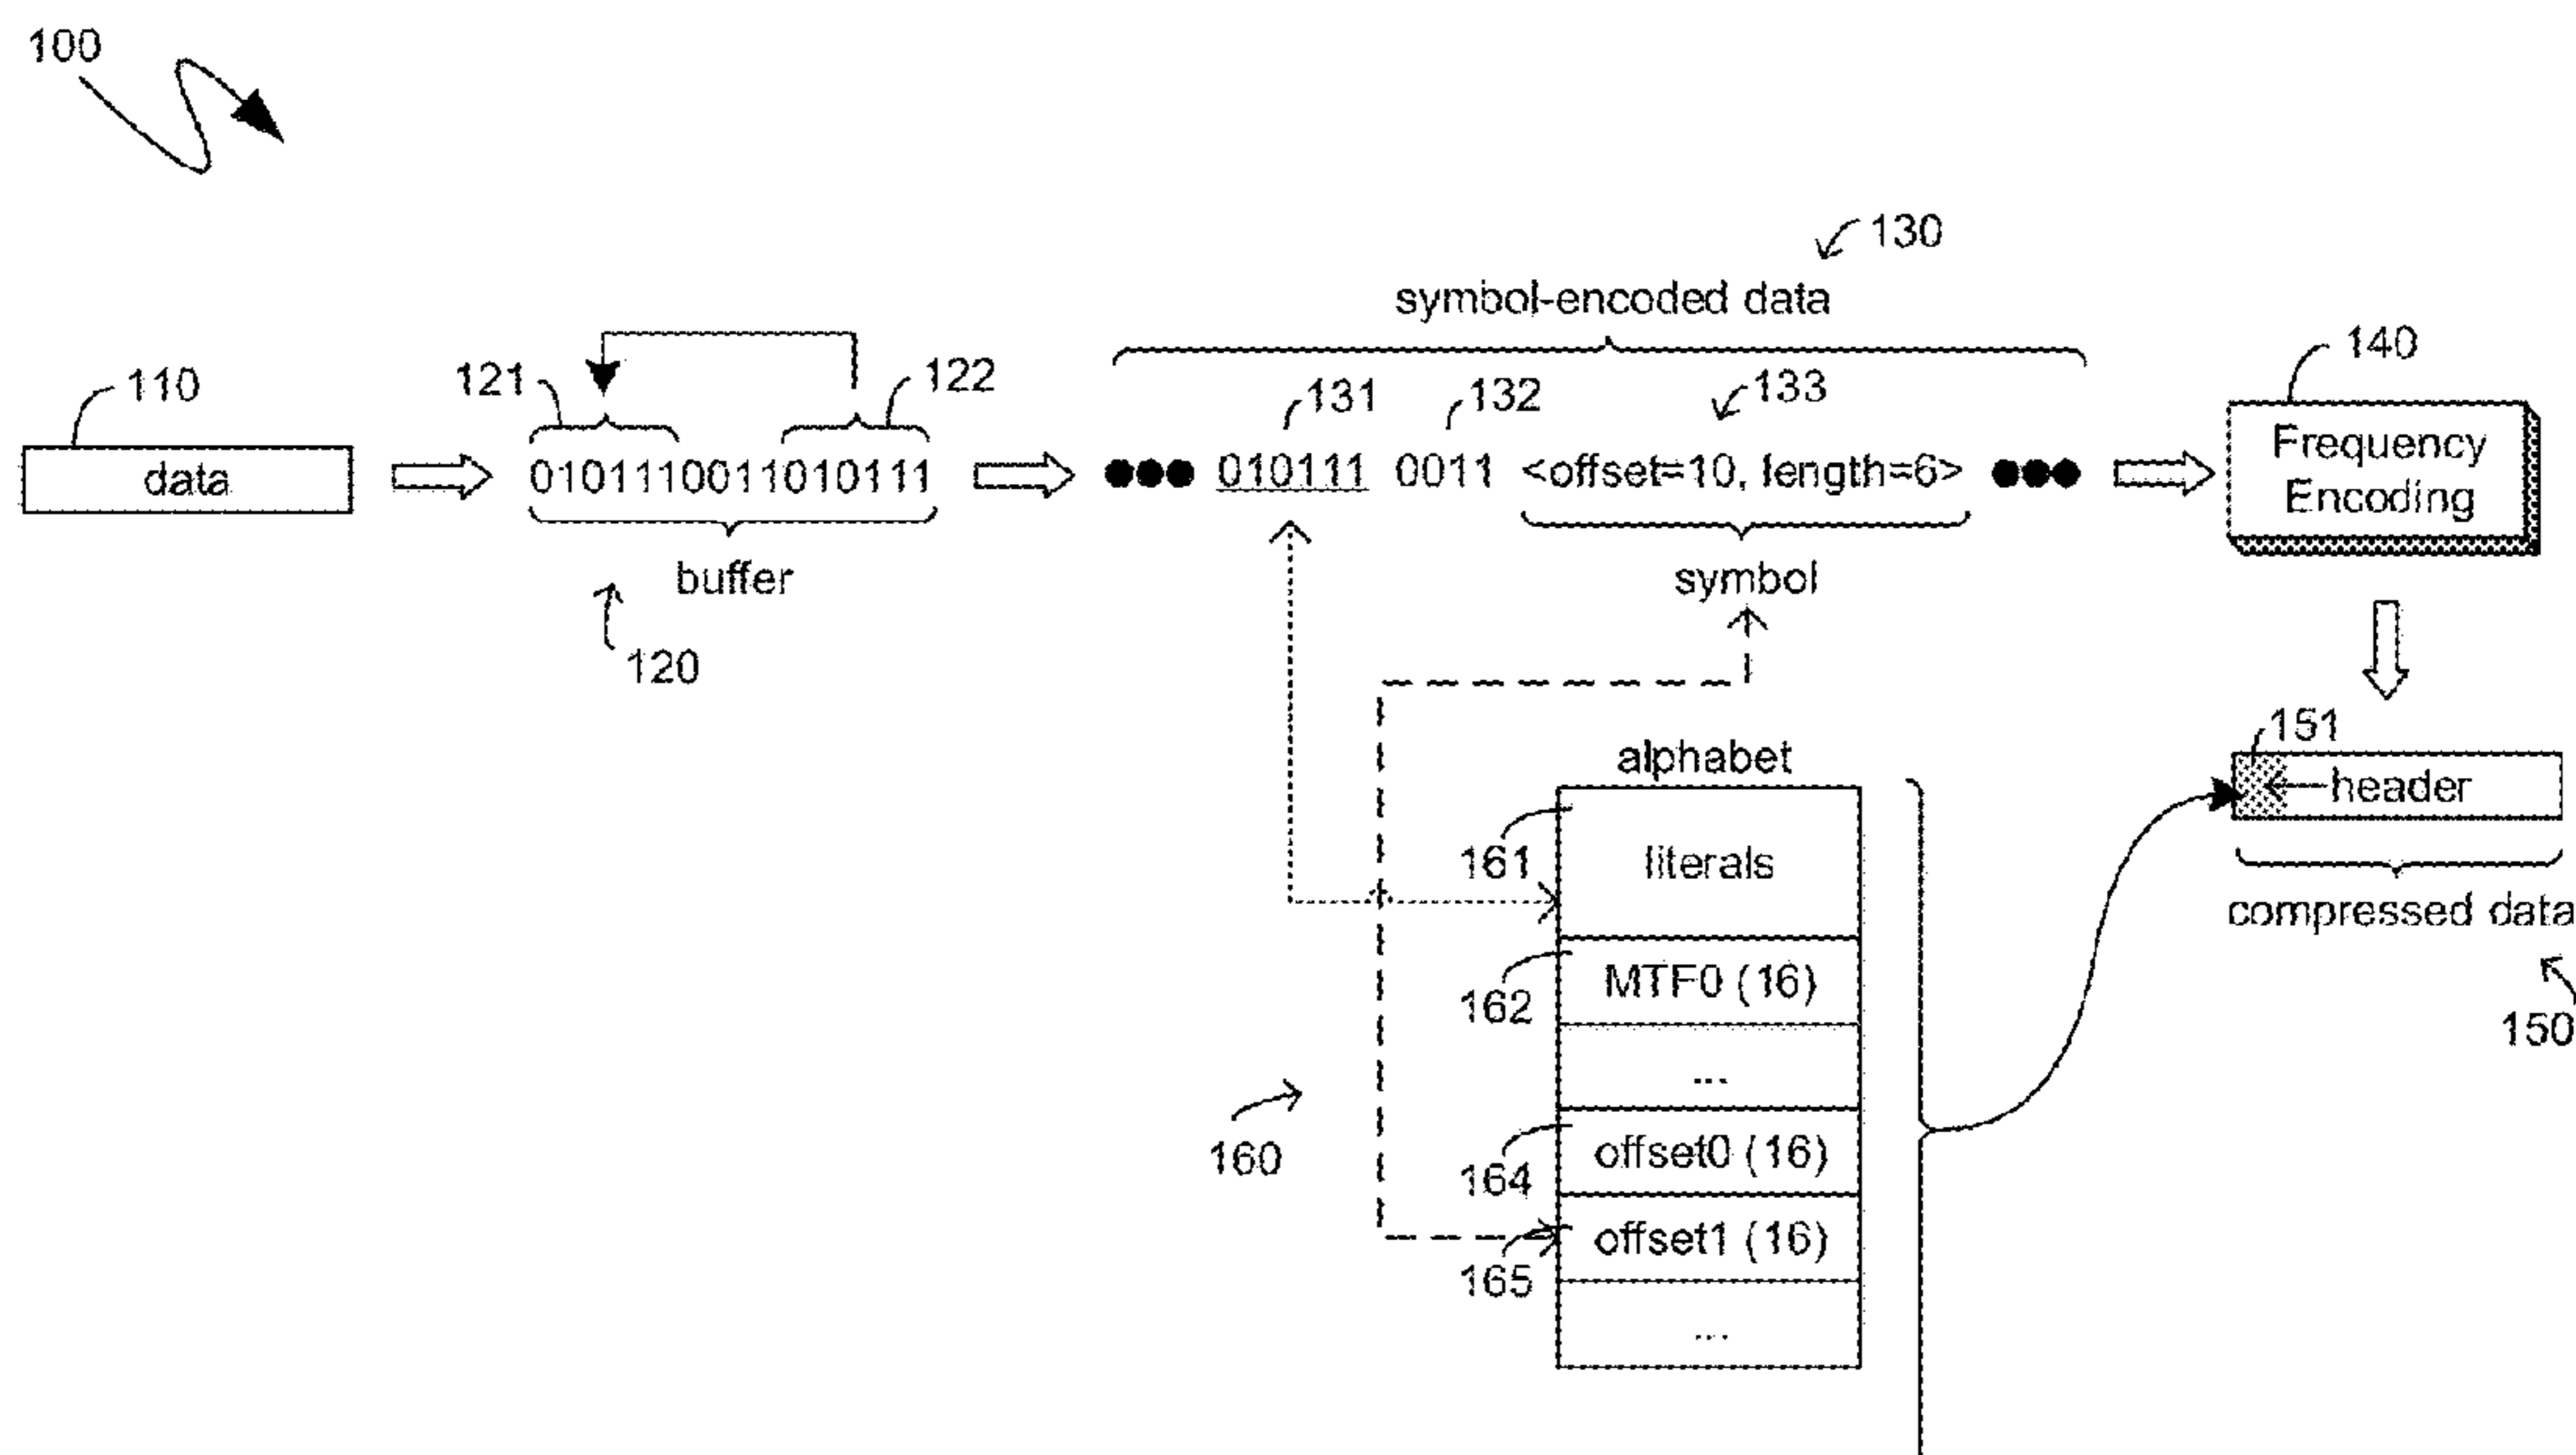 100
130
symbol-encoded data
110
121
122
131
132
133
140
data
0101110011010111
010111 0011 <offset=10, length=6>
Frequency
Encoding
buffer
symbol
120
alphabet
151
header
161
literals
compressed data
162
MTF0 (16)
150
...
160
164
offset0 (16)
165
offset1 (16)
...